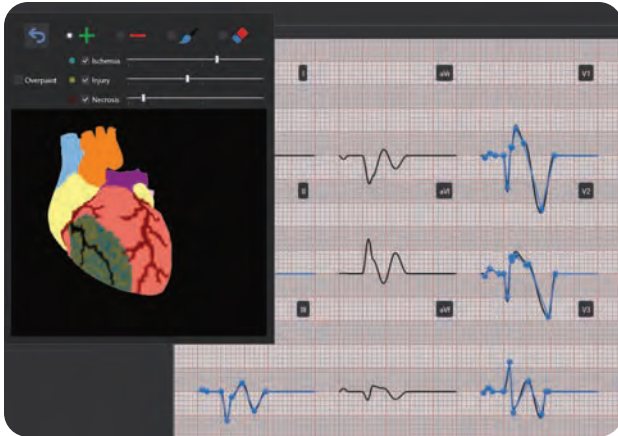 Ischemia
Overpaint
Injury
Necrosis
I
aVr
V1
II
aVl
V2
III
aVf
V3